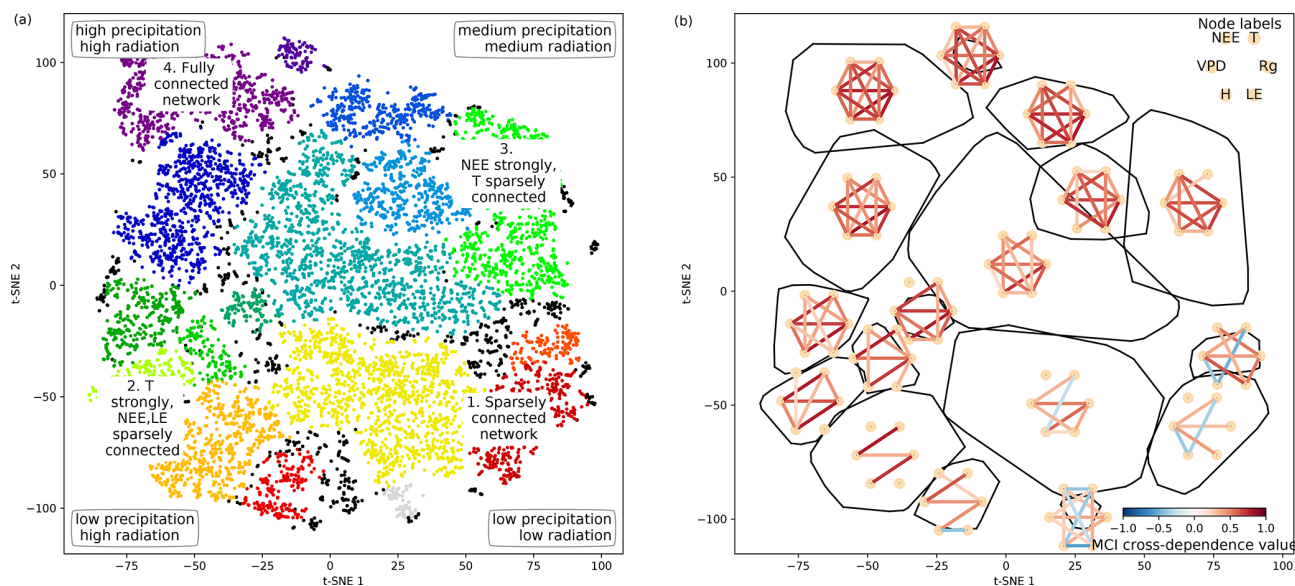 (a)
high precipitation
high radiation
medium precipitation
medium radiation
4. Fully
connected
network
3.
NEE strongly,
T sparsely
connected
2. T
strongly,
NEE,LE
sparsely
connected
1. Sparsely
connected
network
low precipitation
high radiation
low precipitation
low radiation
100
50
0
−50
−100
t-SNE 2
−75
−50
−25
0
25
50
75
100
t-SNE 1
(b)
Node labels
NEE T
VPD Rg
H LE
100
75
50
25
0
−25
−50
−75
−100
t-SNE 2
−1.0 −0.5 0.0 0.5 1.0
MCI cross-dependence value
−75
−50
−25
0
25
50
75
100
t-SNE 1